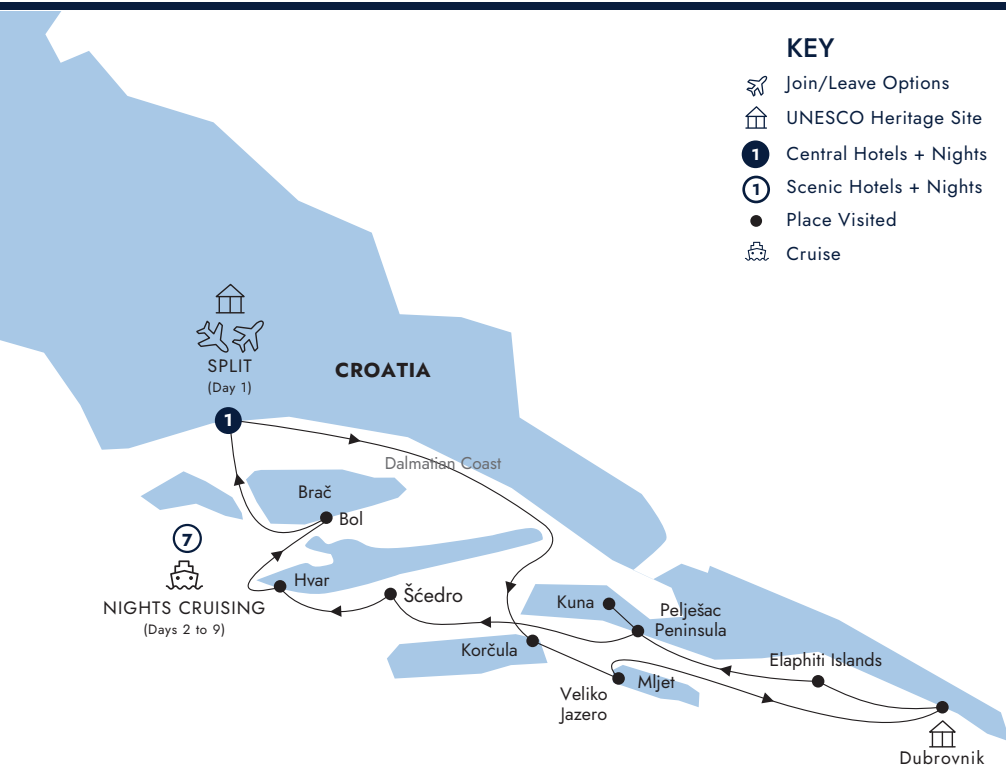 KEY
Join/Leave Options
UNESCO Heritage Site
1 Central Hotels + Nights
1 Scenic Hotels + Nights
Place Visited
Cruise
SPLIT
(Day 1)
CROATIA
1
Dalmatian Coast
Brač
Bol
7
NIGHTS CRUISING
(Days 2 to 9)
Hvar
Šćedro
Kuna
Pelješac
Peninsula
Korčula
Elaphiti Islands
Mljet
Veliko
Jazero
Dubrovnik